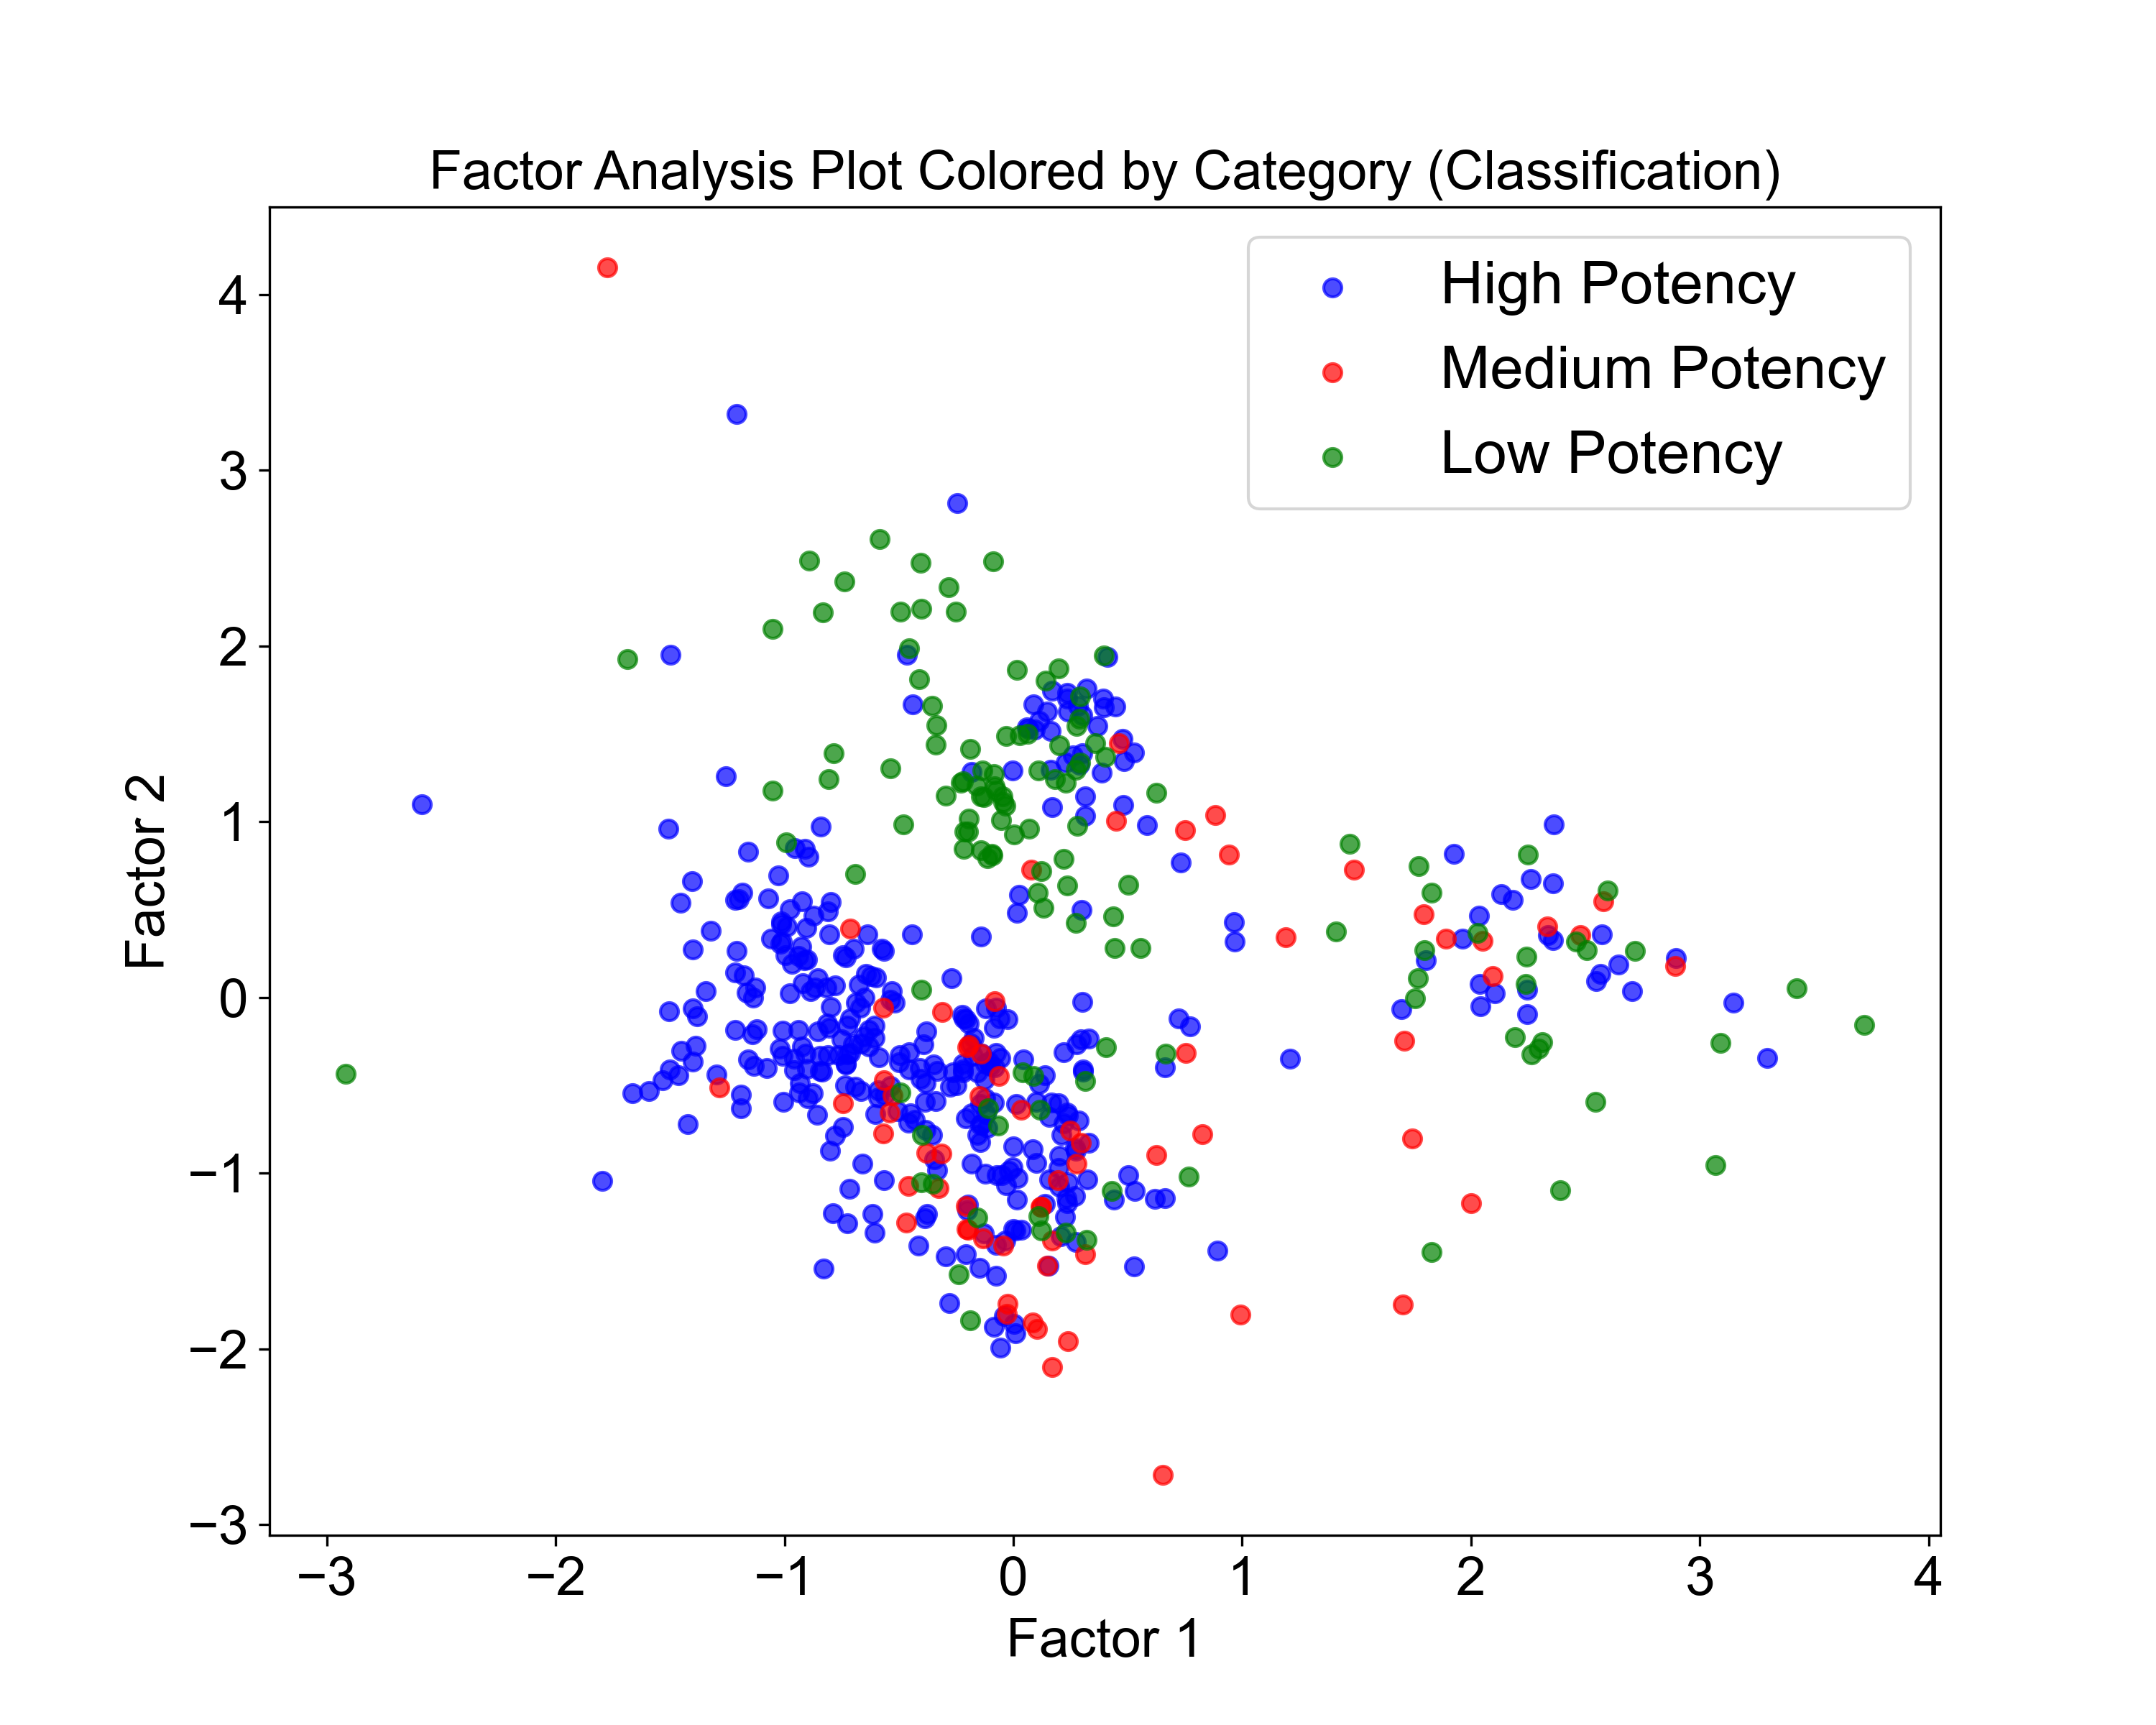 Factor Analysis Plot Colored by Category (Classification)
High Potency
Medium Potency
Low Potency
4
3
2
1
0
−1
−2
−3
Factor 2
−3 −2 −1 0 1 2 3 4
Factor 1